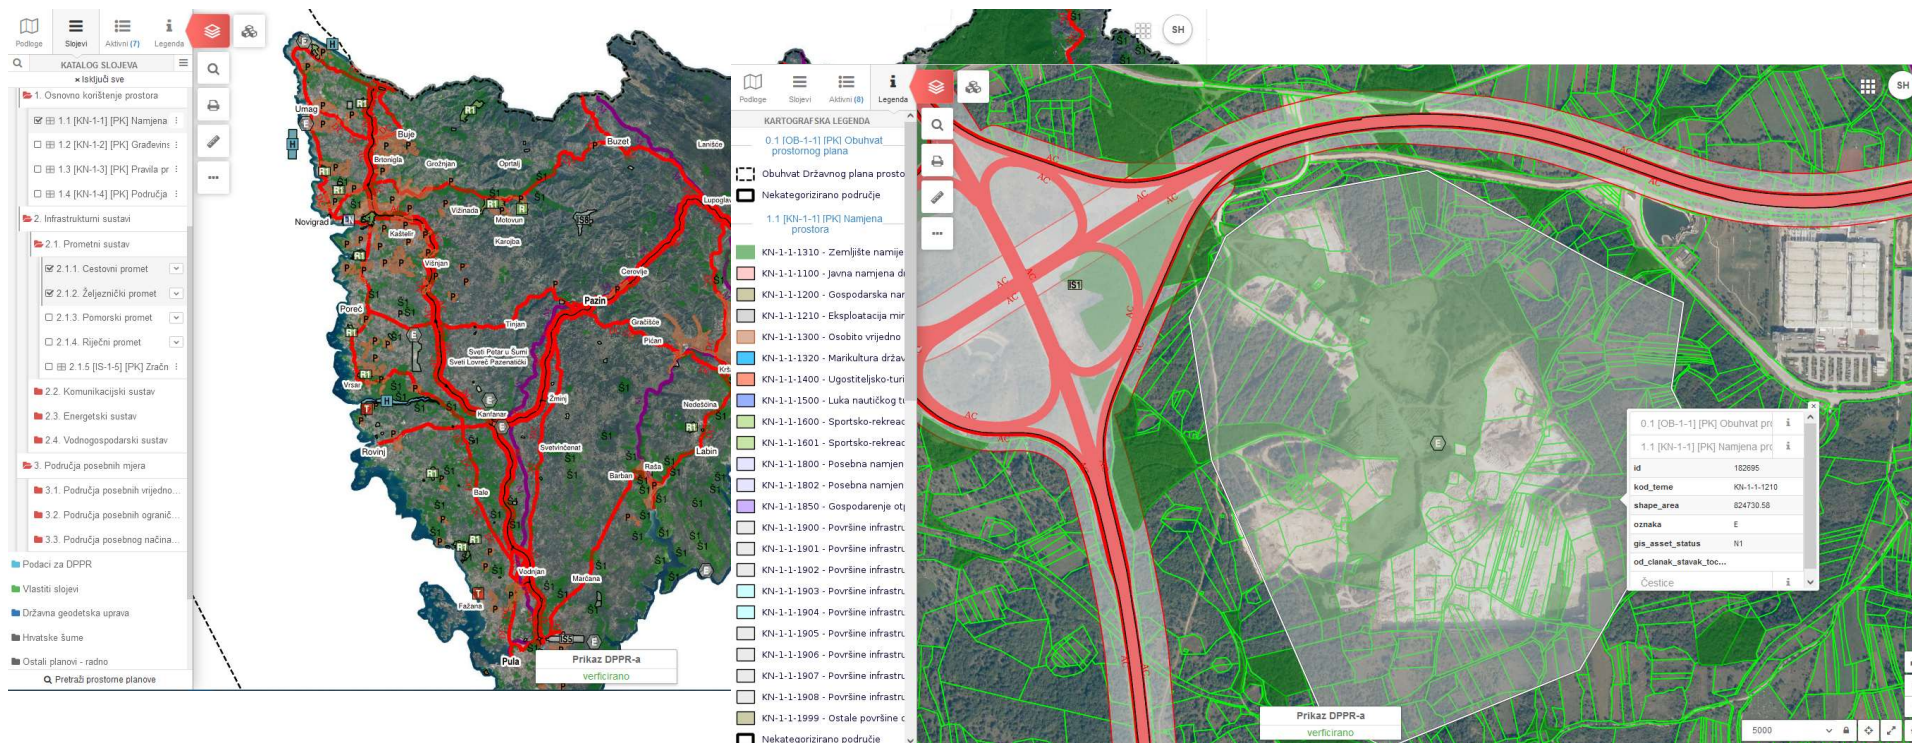 Podloge
Slojevi
Aktivni (7)
Legenda
KATALOG SLOJEVA
× Isključi sve
1. Osnovno korištenje prostora
1.1 [KN-1-1] [PK] Namjena
1.2 [KN-1-2] [PK] Građevins
1.3 [KN-1-3] [PK] Pravila pr
1.4 [KN-1-4] [PK] Područja
2. Infrastrukturni sustavi
2.1. Prometni sustav
2.1.1. Cestovni promet
2.1.2. Željeznički promet
2.1.3. Pomorski promet
2.1.4. Riječni promet
2.1.5 [IS-1-5] [PK] Zračn
2.2. Komunikacijski sustav
2.3. Energetski sustav
2.4. Vodnogospodarski sustav
3. Područja posebnih mjera
3.1. Područja posebnih vrijedno...
3.2. Područja posebnih ogranič...
3.3. Područja posebnog načina...
Podaci za DPPR
Vlastiti slojevi
Državna geodetska uprava
Hrvatske šume
Ostali planovi - radno
Pretraži prostorne planove
Umag
Buje
Buzet
Lanišće
Brtonigla
Grožnjan
Oprtalj
Lupoglav
Novigrad
Vižinada
Motovun
Kaštelir
Karojba
Višnjan
Cerovlje
Pazin
Poreč
Tinjan
Gračišće
Pićan
Sveti Petar u Šumi
Sveti Lovreč Pazenatički
Vrsar
Žminj
Kanfanar
Nedešćina
Svetvinčenat
Rovinj
Labin
Raša
Barban
Bale
Vodnjan
Marčana
Fažana
Pula
IS8
IS5
Prikaz DPPR-a
verficirano
SH
Podloge
Slojevi
Aktivni (8)
Legenda
KARTOGRAFSKA LEGENDA
0.1 [OB-1-1] [PK] Obuhvat
prostornog plana
Obuhvat Državnog plana prosto
Nekategorizirano područje
1.1 [KN-1-1] [PK] Namjena
prostora
KN-1-1-1310 - Zemljište namije
KN-1-1-1100 - Javna namjena d
KN-1-1-1200 - Gospodarska nar
KN-1-1-1210 - Eksploatacija mir
KN-1-1-1300 - Osobito vrijedno
KN-1-1-1320 - Marikultura držav
KN-1-1-1400 - Ugostiteljsko-turi
KN-1-1-1500 - Luka nautičkog t
KN-1-1-1600 - Sportsko-rekreac
KN-1-1-1601 - Sportsko-rekreac
KN-1-1-1800 - Posebna namjen
KN-1-1-1802 - Posebna namjen
KN-1-1-1850 - Gospodarenje ot
KN-1-1-1900 - Površine infrastru
KN-1-1-1901 - Površine infrastru
KN-1-1-1902 - Površine infrastru
KN-1-1-1903 - Površine infrastru
KN-1-1-1904 - Površine infrastru
KN-1-1-1905 - Površine infrastru
KN-1-1-1906 - Površine infrastru
KN-1-1-1907 - Površine infrastru
KN-1-1-1908 - Površine infrastru
KN-1-1-1999 - Ostale površine
Nekategorizirano područje
SH
AC
AC
AC
AC
IS1
E
0.1 [OB-1-1] [PK] Obuhvat pro
1.1 [KN-1-1] [PK] Namjena pro
id 182695
kod_teme KN-1-1-1210
shape_area 824730.58
oznaka E
gis_asset_status N1
od_clanak_stavak_toc...
Čestice
Prikaz DPPR-a
verficirano
5000